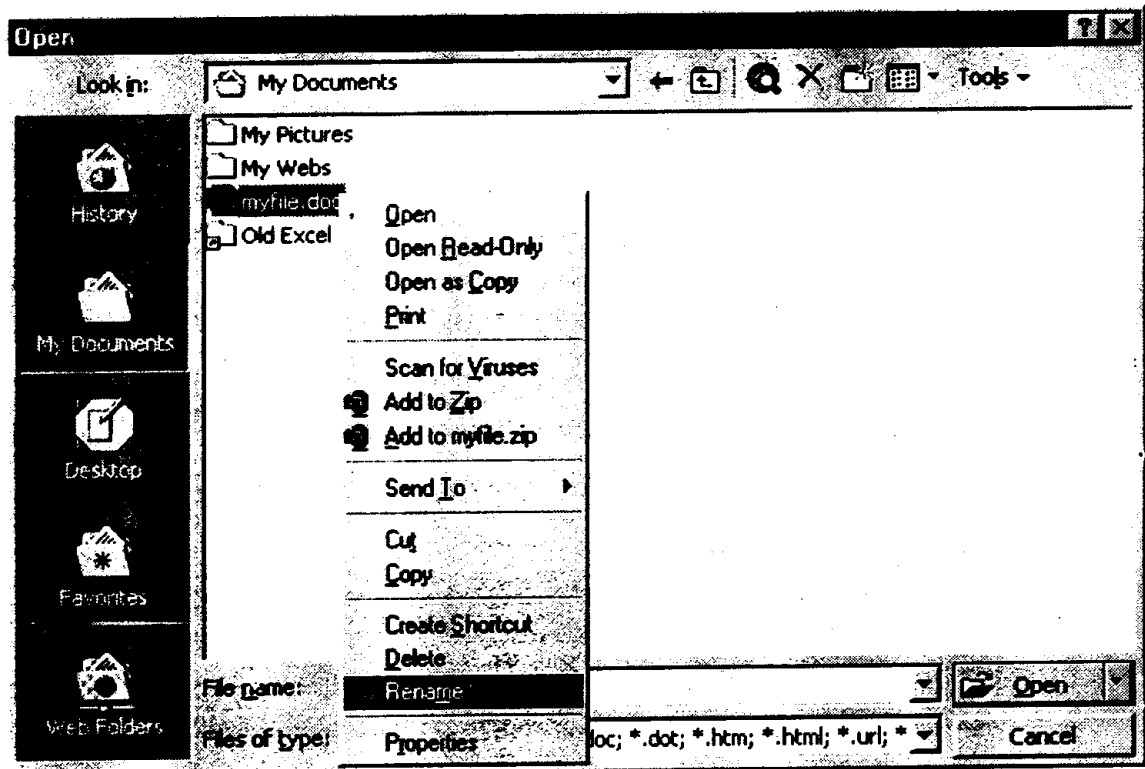 Open
Look in: My Documents Tools
My Pictures
My Webs
myfile.doc
Old Excel
History
My Documents
Desktop
Favorites
Web Folders
Open
Open Read-Only
Open as Copy
Print
Scan for Viruses
Add to Zip
Add to myfile.zip
Send To
Cut
Copy
Create Shortcut
Delete
Rename
Properties
File name: Open
Files of type: doc; *.dot; *.htm; *.html; *.url; * Cancel